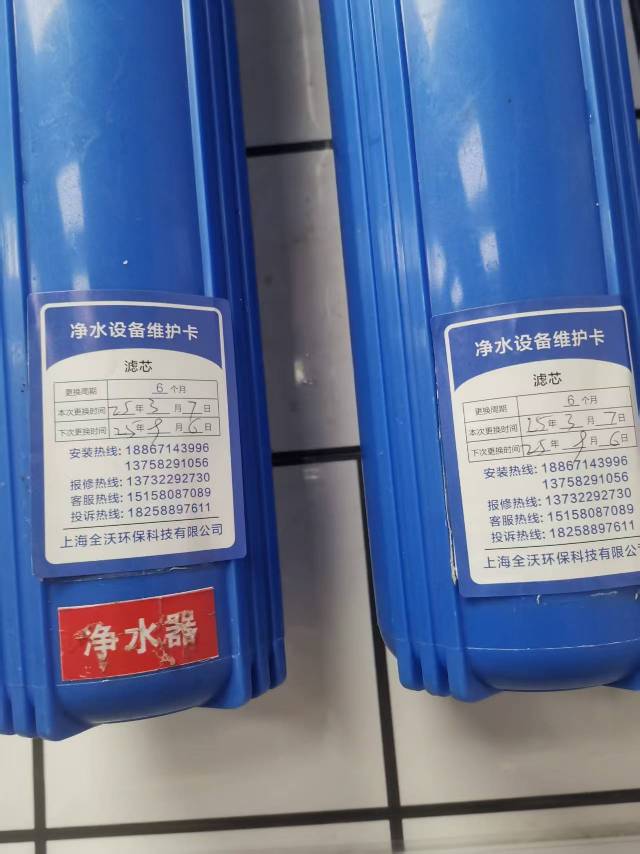 净水设备维护卡
滤芯
更换周期 6 个月
本次更换时间 25年3月7日
下次更换时间 25年9月6日
安装热线: 18867143996
13758291056
报修热线: 13732292730
客服热线: 15158087089
投诉热线: 18258897611
上海全沃环保科技有限公司
净水器
净水设备维护卡
滤芯
更换周期 6 个月
本次更换时间 25年3月7日
下次更换时间 25年9月6日
安装热线: 18867143996
13758291056
报修热线: 13732292730
客服热线: 15158087089
投诉热线: 18258897611
上海全沃环保科技有限公司